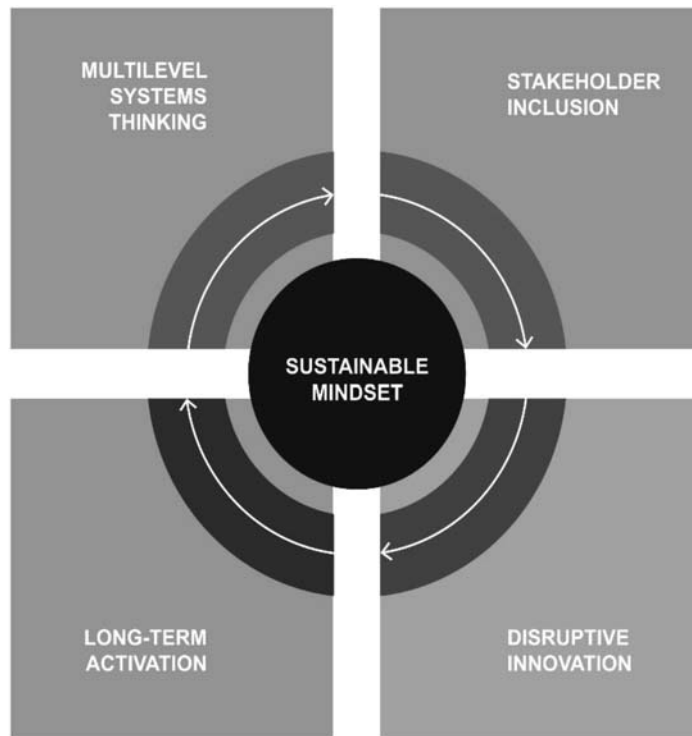 MULTILEVEL
SYSTEMS
THINKING
STAKEHOLDER
INCLUSION
SUSTAINABLE
MINDSET
LONG-TERM
ACTIVATION
DISRUPTIVE
INNOVATION